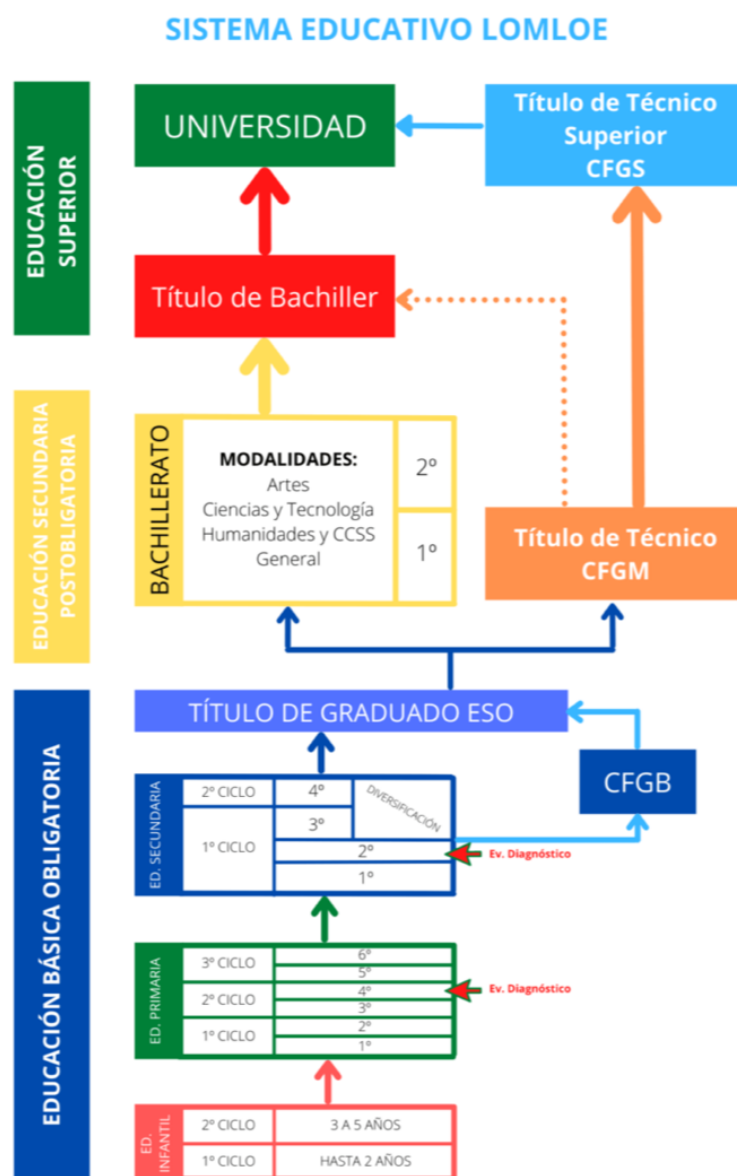 SISTEMA EDUCATIVO LOMLOE
EDUCACIÓN
SUPERIOR
UNIVERSIDAD
Título de Técnico
Superior
CFGS
Título de Bachiller
EDUCACIÓN SECUNDARIA
POSTOBLIGATORIA
BACHILLERATO
MODALIDADES:
Artes
Ciencias y Tecnología
Humanidades y CCSS
General
2º
1º
Título de Técnico
CFGM
EDUCACIÓN BÁSICA OBLIGATORIA
TÍTULO DE GRADUADO ESO
CFGB
ED. SECUNDARIA
2º CICLO
4º
DIVERSIFICACIÓN
1º CICLO
3º
2º
Ev. Diagnóstico
1º
ED. PRIMARIA
3º CICLO
6º
5º
2º CICLO
4º
Ev. Diagnóstico
3º
1º CICLO
2º
1º
ED.
INFANTIL
2º CICLO
3 A 5 AÑOS
1º CICLO
HASTA 2 AÑOS